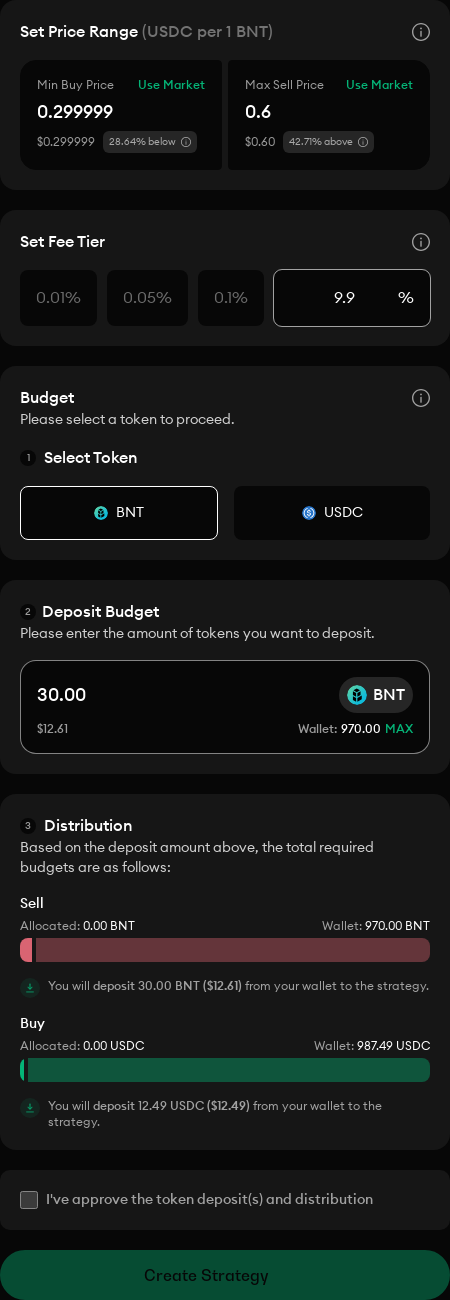 Set Price Range (USDC per 1 BNT)
Min Buy Price Use Market
0.299999
$0.299999 28.64% below
Max Sell Price Use Market
0.6
$0.60 42.71% above
Set Fee Tier
0.01% 0.05% 0.1% 9.9 %
Budget
Please select a token to proceed.
1 Select Token
BNT USDC
2 Deposit Budget
Please enter the amount of tokens you want to deposit.
30.00 BNT
$12.61 Wallet: 970.00 MAX
3 Distribution
Based on the deposit amount above, the total required
budgets are as follows:
Sell
Allocated: 0.00 BNT Wallet: 970.00 BNT
You will deposit 30.00 BNT ($12.61) from your wallet to the strategy.
Buy
Allocated: 0.00 USDC Wallet: 987.49 USDC
You will deposit 12.49 USDC ($12.49) from your wallet to the
strategy.
I've approve the token deposit(s) and distribution
Create Strategy